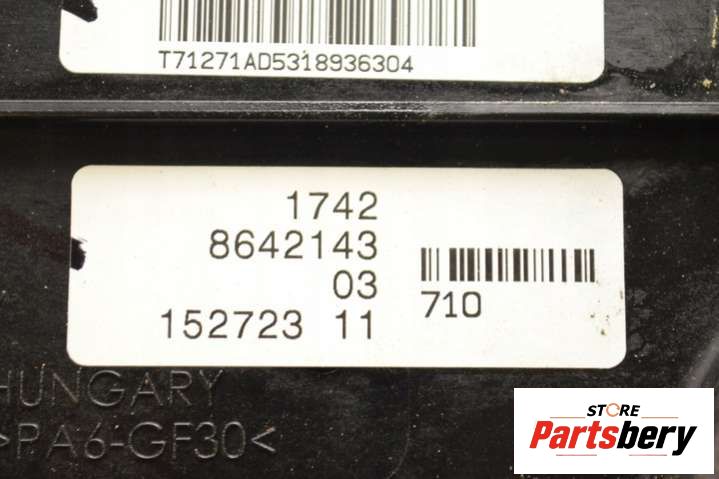 T71271AD5318936304
1742
8642143
03
152723 11
710
HUNGARY
>PA6-GF30<
STORE
Partsbery